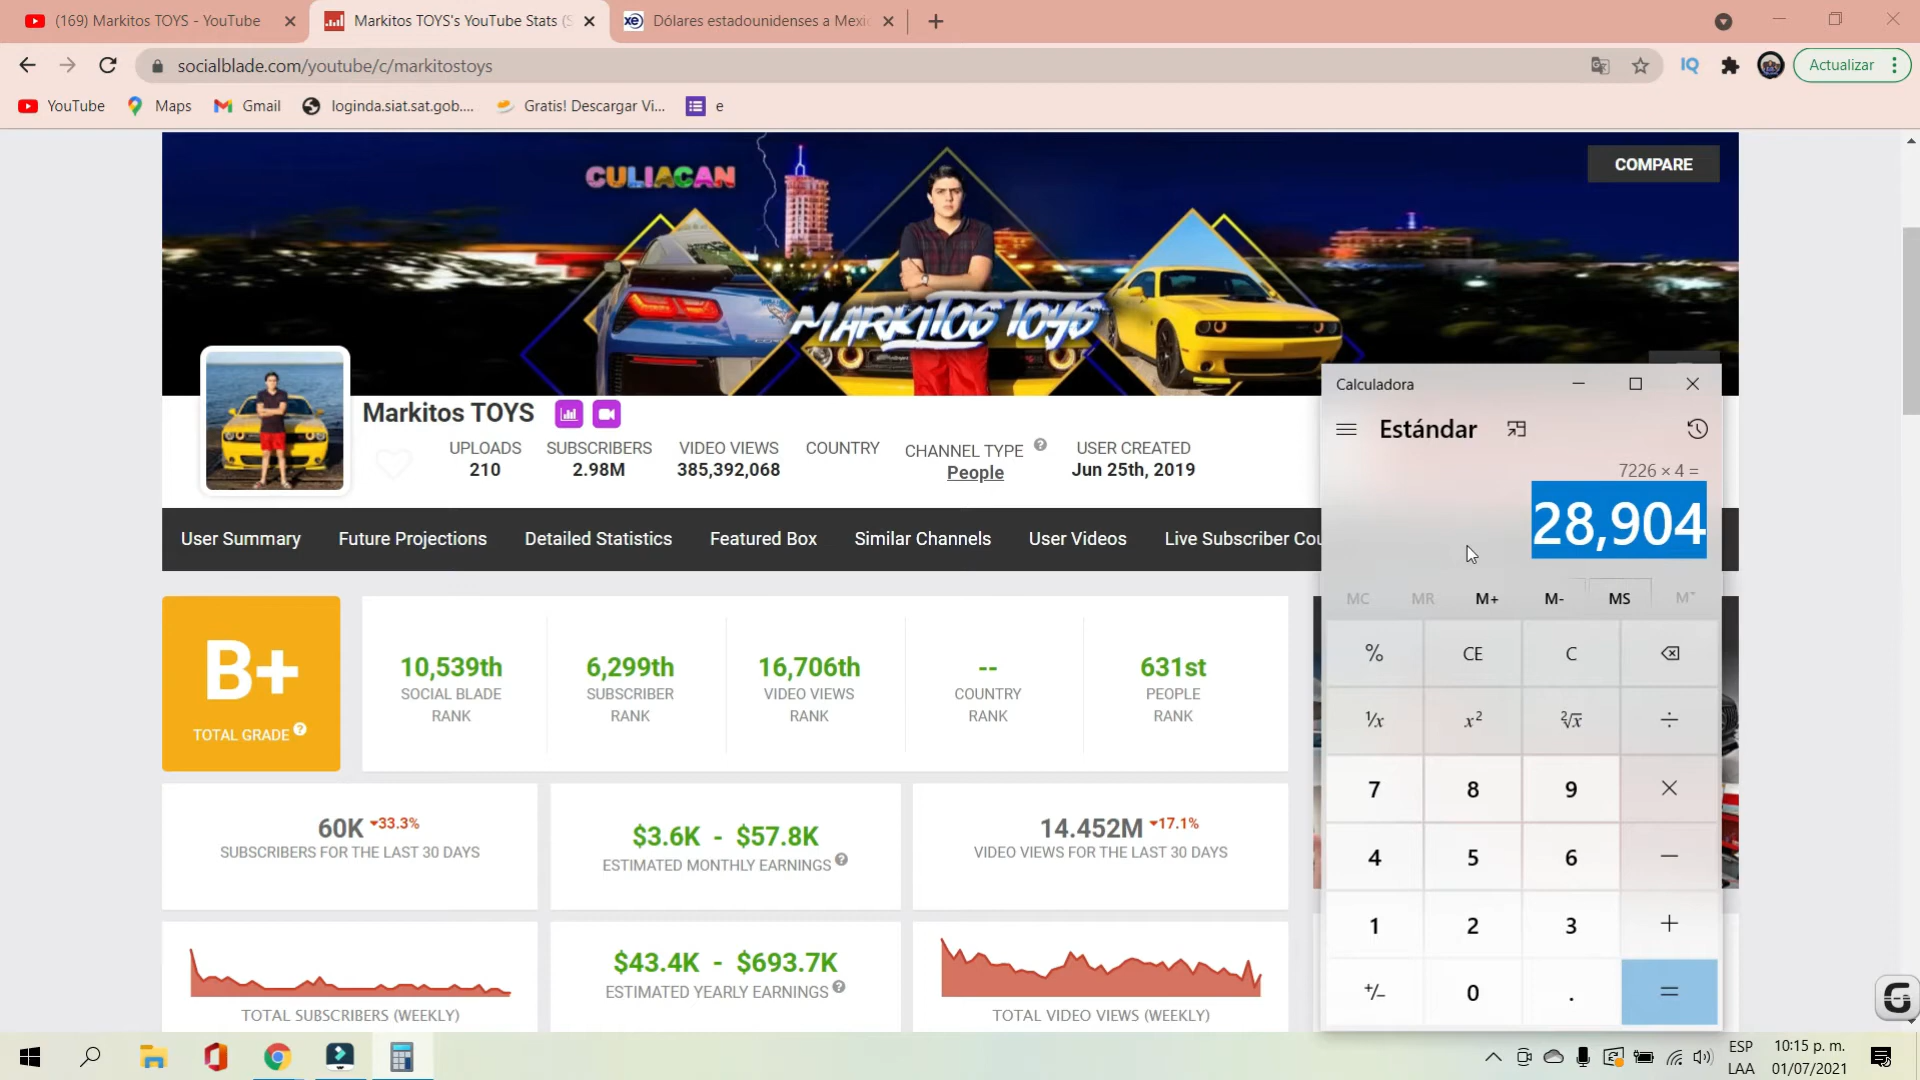 (169) Markitos TOYS - YouTube
Markitos TOYS's YouTube Stats (S
xe Dólares estadounidenses a Mexi
socialblade.com/youtube/c/markitostoys
IQ
Actualizar
YouTube
Maps
Gmail
loginda.siat.sat.gob....
Gratis! Descargar Vi...
e
CULIACAN
COMPARE
MARKITOS TOYS
Markitos TOYS
UPLOADS
210
SUBSCRIBERS
2.98M
VIDEO VIEWS
385,392,068
COUNTRY
CHANNEL TYPE
People
USER CREATED
Jun 25th, 2019
User Summary
Future Projections
Detailed Statistics
Featured Box
Similar Channels
User Videos
Live Subscriber Cou
B+
TOTAL GRADE
10,539th
SOCIAL BLADE
RANK
6,299th
SUBSCRIBER
RANK
16,706th
VIDEO VIEWS
RANK
--
COUNTRY
RANK
631st
PEOPLE
RANK
60K 33.3%
SUBSCRIBERS FOR THE LAST 30 DAYS
$3.6K - $57.8K
ESTIMATED MONTHLY EARNINGS
14.452M 17.1%
VIDEO VIEWS FOR THE LAST 30 DAYS
TOTAL SUBSCRIBERS (WEEKLY)
$43.4K - $693.7K
ESTIMATED YEARLY EARNINGS
TOTAL VIDEO VIEWS (WEEKLY)
Calculadora
Estándar
7226 × 4 =
28,904
MC MR M+ M- MS M˅
% CE C
¹/x x² ²√x ÷
7 8 9 ×
4 5 6 −
1 2 3 +
+/− 0 . =
G
ESP
LAA
10:15 p. m.
01/07/2021